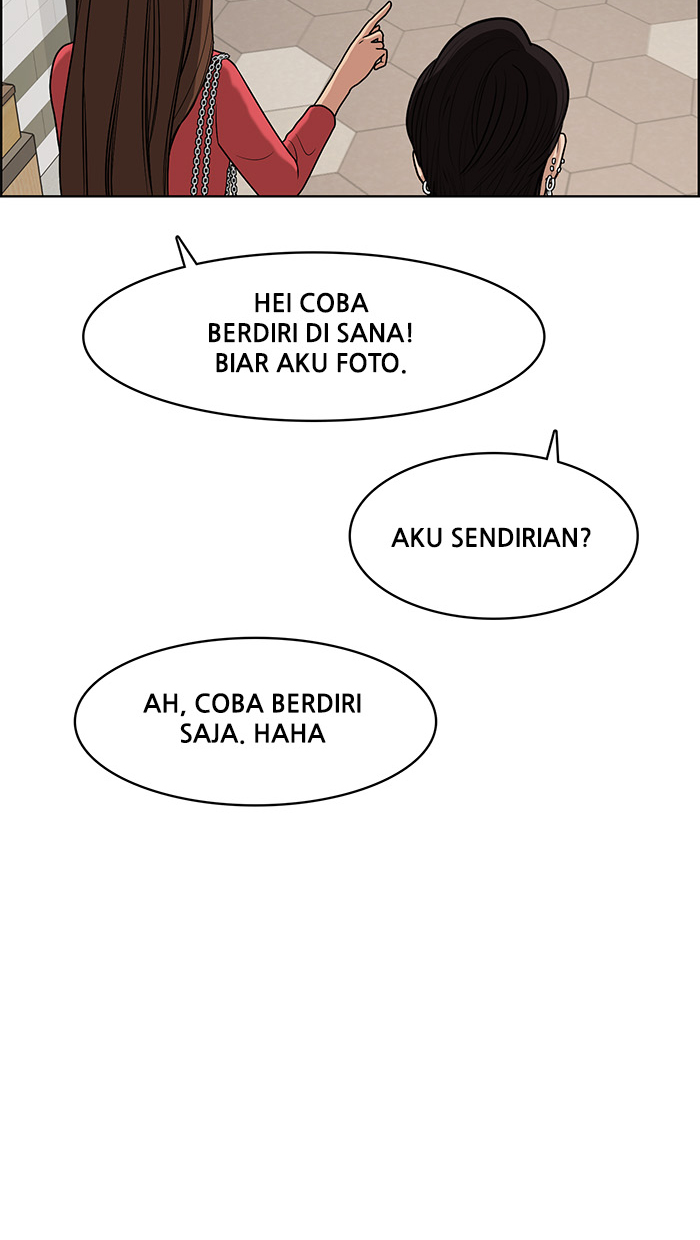 HEI COBA
BERDIRI DI SANA!
BIAR AKU FOTO.
AKU SENDIRIAN?
AH, COBA BERDIRI
SAJA. HAHA